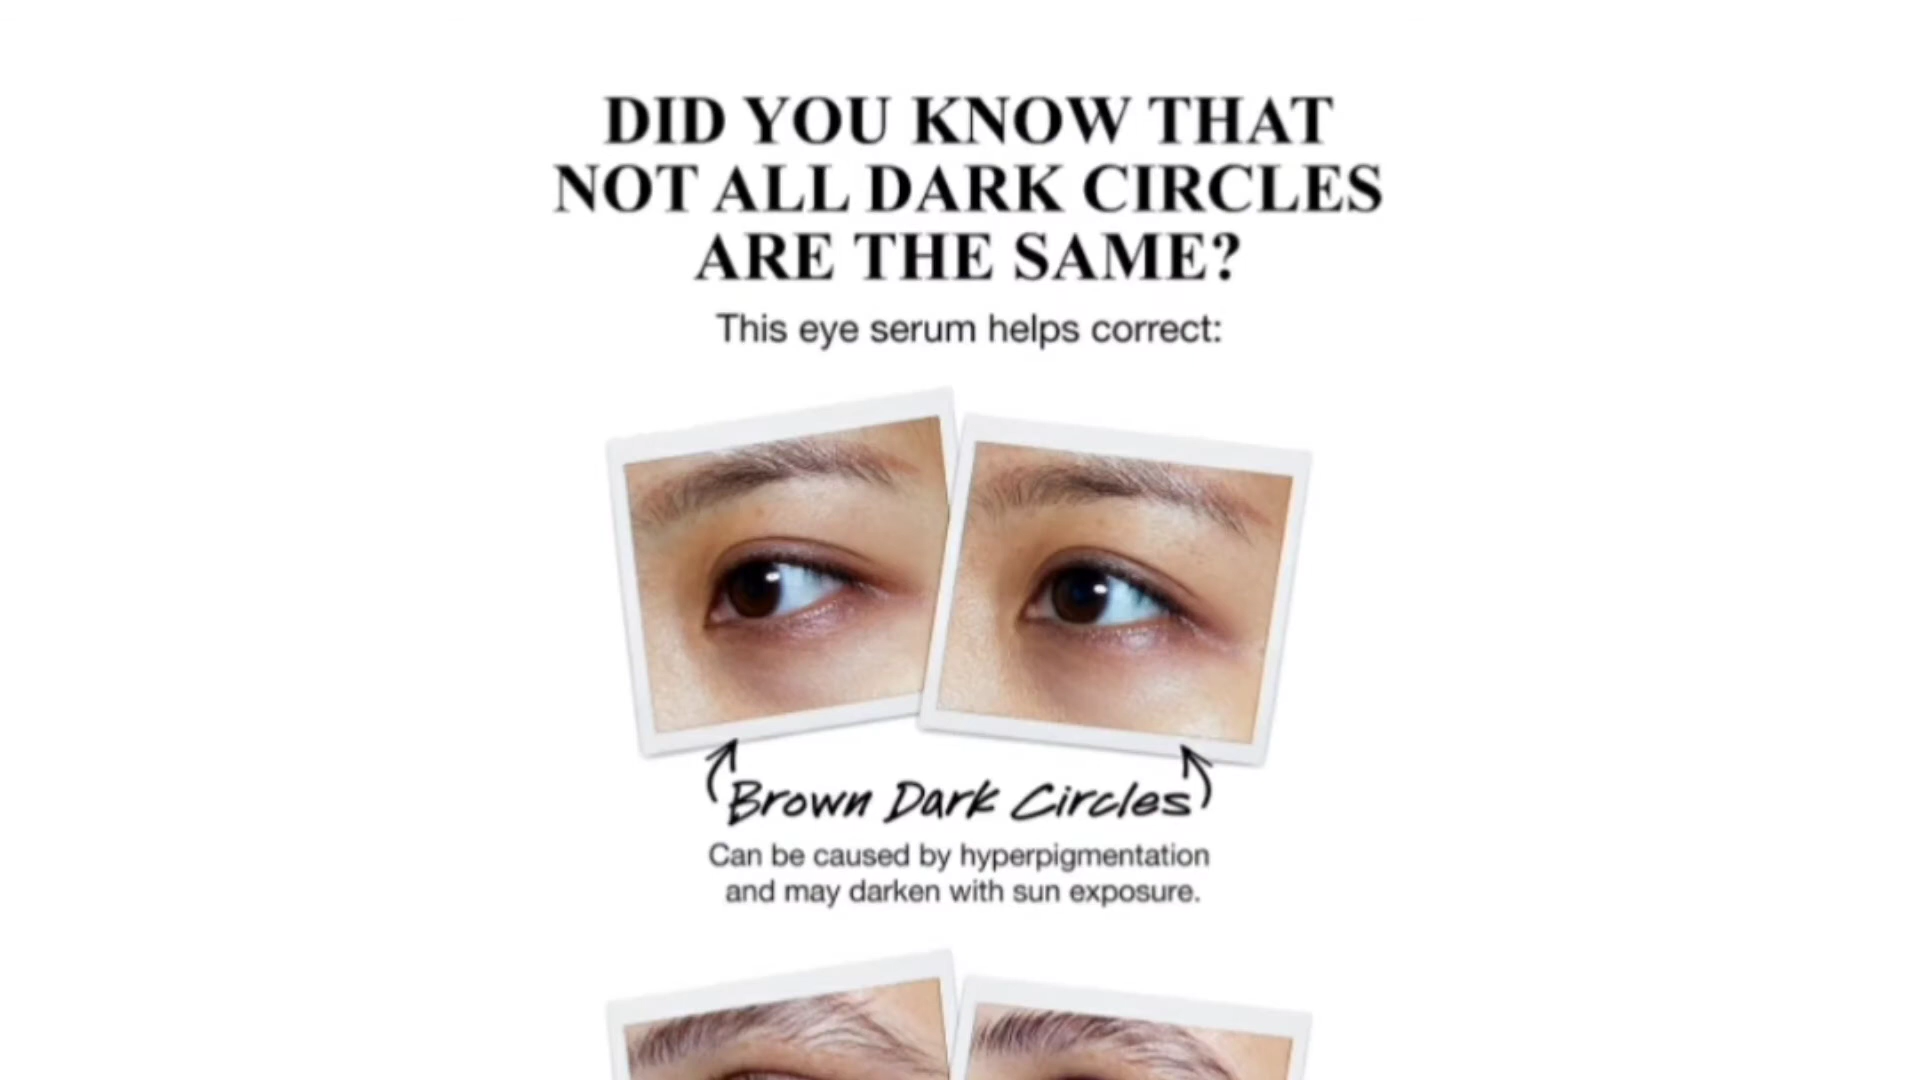 DID YOU KNOW THAT
NOT ALL DARK CIRCLES
ARE THE SAME?
This eye serum helps correct:
Brown Dark Circles
Can be caused by hyperpigmentation
and may darken with sun exposure.